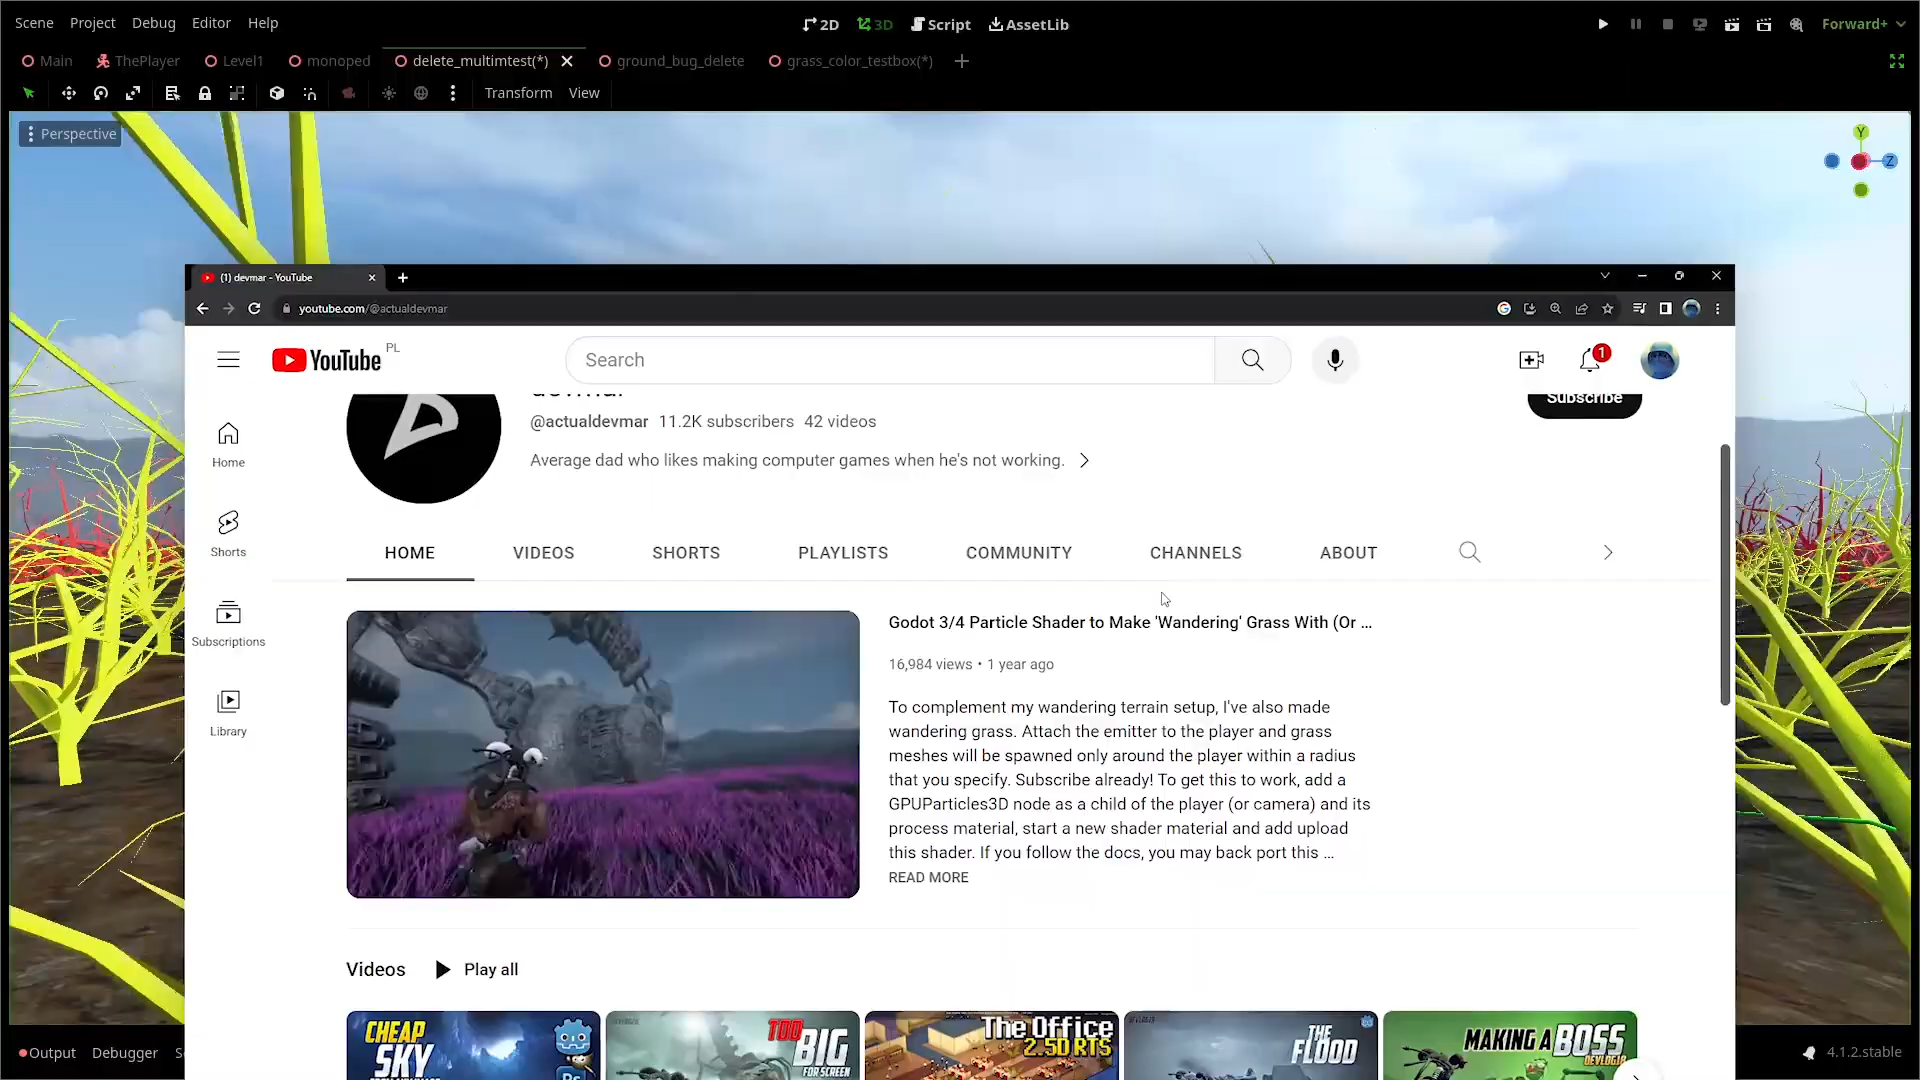 Scene Project Debug Editor Help
2D 3D Script AssetLib
Forward+
Main ThePlayer Level1 monoped delete_multimtest(*) ground_bug_delete grass_color_testbox(*)
Transform View
Perspective
Y
Z
(1) devmar - YouTube
youtube.com/@actualdevmar
YouTube PL
Search
1
@actualdevmar 11.2K subscribers 42 videos
Subscribe
Average dad who likes making computer games when he's not working.
Home
Shorts
Subscriptions
Library
HOME VIDEOS SHORTS PLAYLISTS COMMUNITY CHANNELS ABOUT
Godot 3/4 Particle Shader to Make 'Wandering' Grass With (Or ...
16,984 views • 1 year ago
To complement my wandering terrain setup, I've also made
wandering grass. Attach the emitter to the player and grass
meshes will be spawned only around the player within a radius
that you specify. Subscribe already! To get this to work, add a
GPUParticles3D node as a child of the player (or camera) and its
process material, start a new shader material and add upload
this shader. If you follow the docs, you may back port this ...
READ MORE
Videos Play all
CHEAP
SKY
Ps
TOO
BIG
FOR SCREEN
The Office
2.5D RTS
THE
FLOOD
MAKING A BOSS
Output Debugger
4.1.2.stable